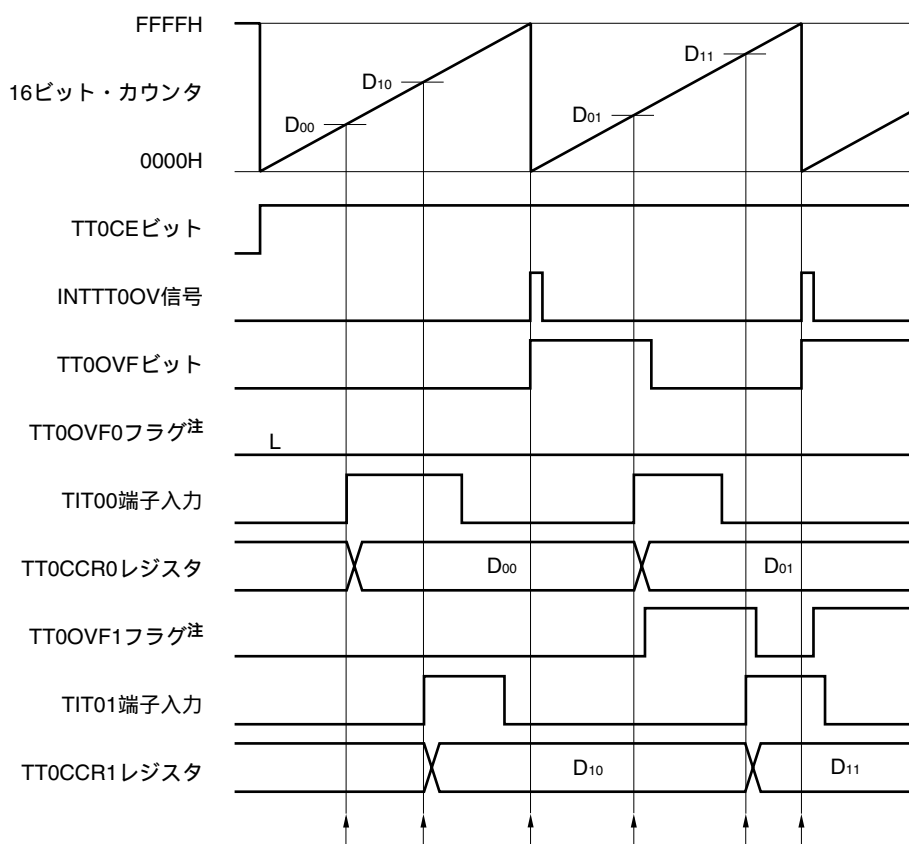 FFFFH
D11
D10
16ビット・カウンタ
D00
D01
0000H
TT0CEビット
INTTT0OV信号
TT0OVFビット
TT0OVF0フラグ注
L
TIT00端子入力
TT0CCR0レジスタ
D00
D01
TT0OVF1フラグ注
TIT01端子入力
TT0CCR1レジスタ
D10
D11